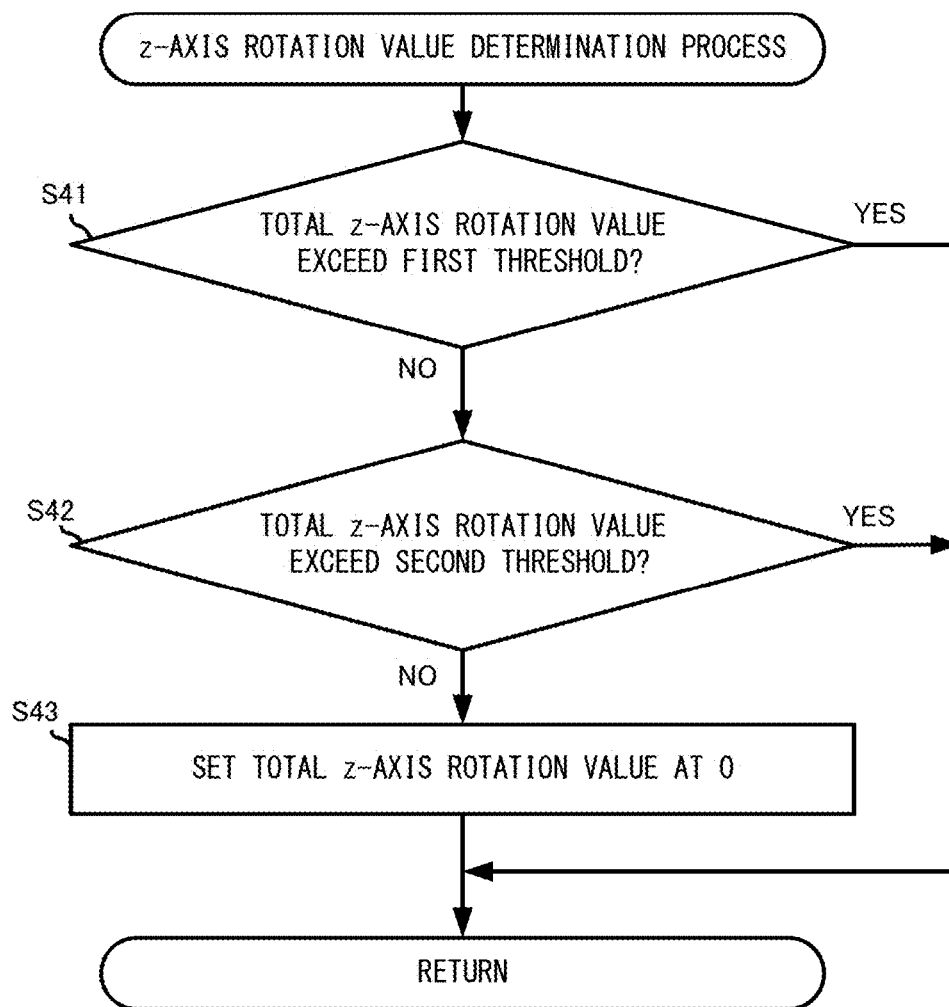 z-AXIS ROTATION VALUE DETERMINATION PROCESS
S41
TOTAL z-AXIS ROTATION VALUE
EXCEED FIRST THRESHOLD?
YES
NO
S42
TOTAL z-AXIS ROTATION VALUE
EXCEED SECOND THRESHOLD?
YES
NO
S43
SET TOTAL z-AXIS ROTATION VALUE AT 0
RETURN